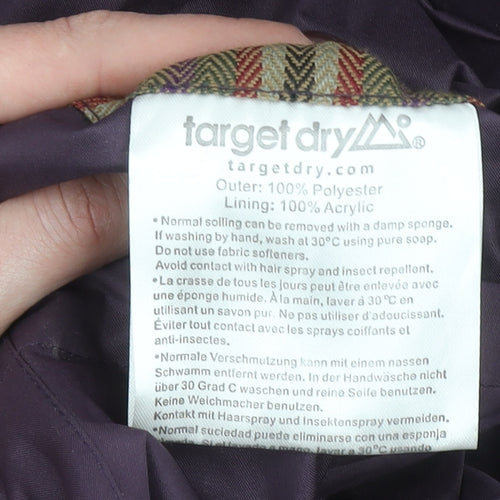 target dry®
targetdry.com
Outer: 100% Polyester
Lining: 100% Acrylic
* Normal soiling can be removed with a damp sponge.
If washing by hand, wash at 30°C using pure soap.
Do not use fabric softeners.
Avoid contact with hair spray and insect repellent.
* La crasse de tous les jours peut être enlevée avec
une éponge humide. À la main, laver à 30 °C en
utilisant un savon pur. Ne pas utiliser d'adoucissant.
Éviter tout contact avec les sprays coiffants et
anti-insectes.
*Normale Verschmutzung kann mit einem nassen
Schwamm entfernt werden. In der Handwäsche nicht
über 30 Grad C waschen und reine Seife benutzen.
Keine Weichmacher benutzen.
Kontakt mit Haarspray und Insektenspray vermeiden.
*Normal suciedad puede eliminarse con una esponja
a mano, lavar a 30°C usando